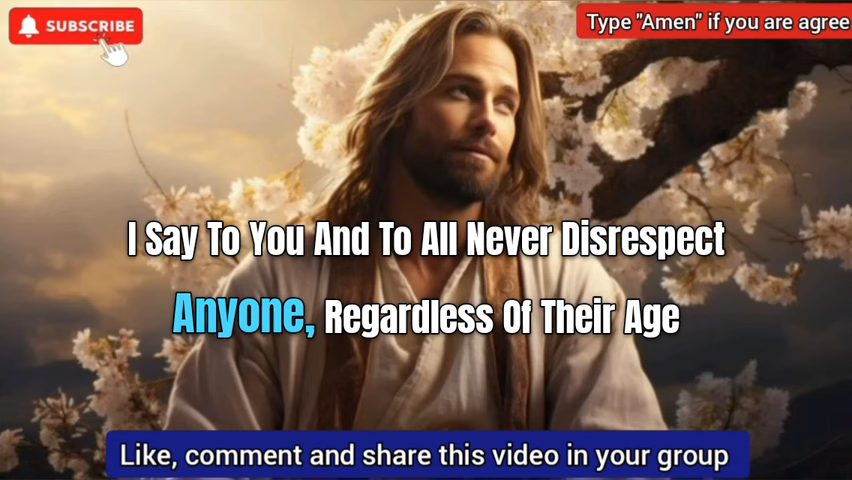 SUBSCRIBE
Type "Amen" if you are agree
I Say To You And To All Never Disrespect
Anyone, Regardless Of Their Age
Like, comment and share this video in your group